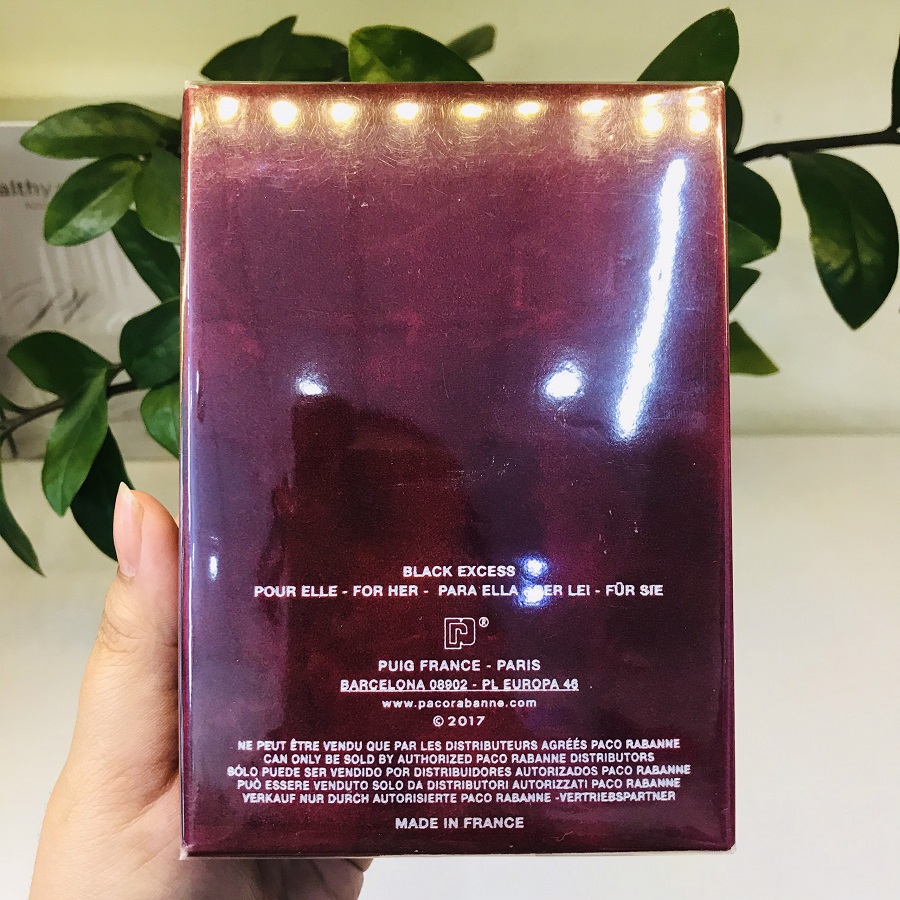 althy
BLACK EXCESS
POUR ELLE - FOR HER - PARA ELLA - PER LEI - FÜR SIE
®
PUIG FRANCE - PARIS
BARCELONA 08902 - PL EUROPA 46
www.pacorabanne.com
© 2017
NE PEUT ÊTRE VENDU QUE PAR LES DISTRIBUTEURS AGRÉÉS PACO RABANNE
CAN ONLY BE SOLD BY AUTHORIZED PACO RABANNE DISTRIBUTORS
SÓLO PUEDE SER VENDIDO POR DISTRIBUIDORES AUTORIZADOS PACO RABANNE
PUÒ ESSERE VENDUTO SOLO DA DISTRIBUTORI AUTORIZZATI PACO RABANNE
VERKAUF NUR DURCH AUTORISIERTE PACO RABANNE -VERTRIEBSPARTNER
MADE IN FRANCE